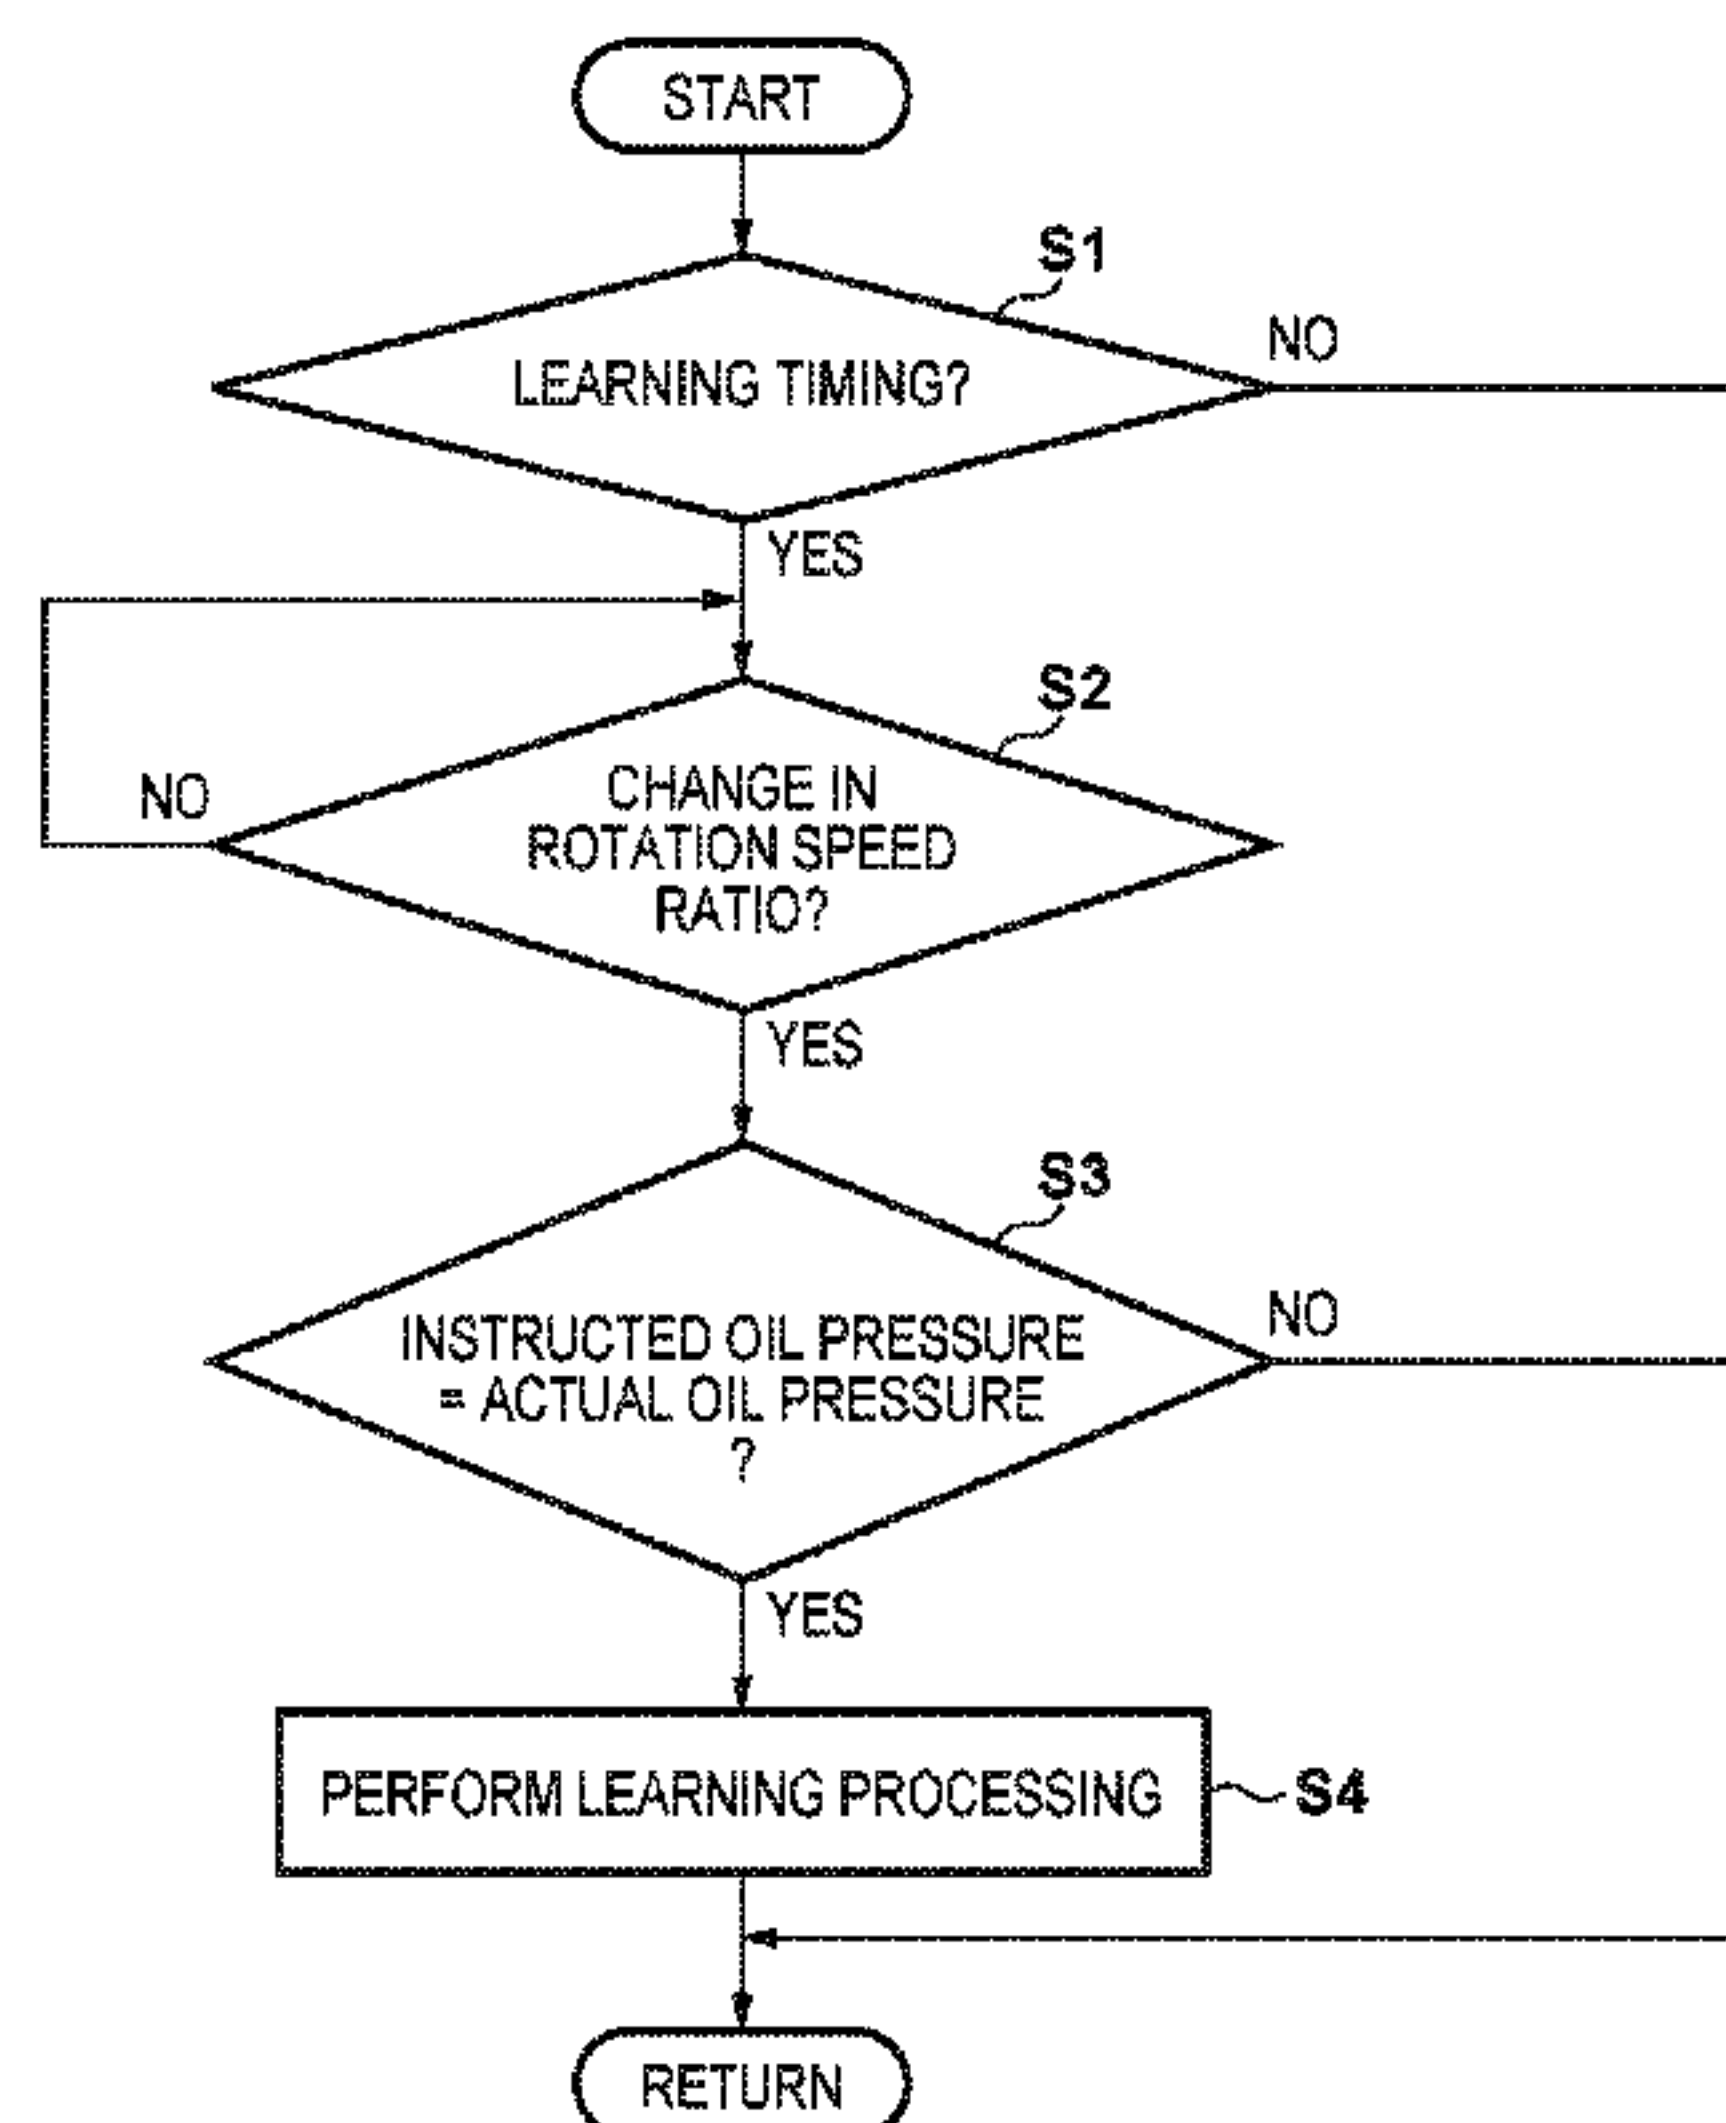 START
S1
LEARNING TIMING?
NO
YES
S2
NO
CHANGE IN
ROTATION SPEED
RATIO?
YES
S3
NO
INSTRUCTED OIL PRESSURE
= ACTUAL OIL PRESSURE
?
YES
PERFORM LEARNING PROCESSING
S4
RETURN